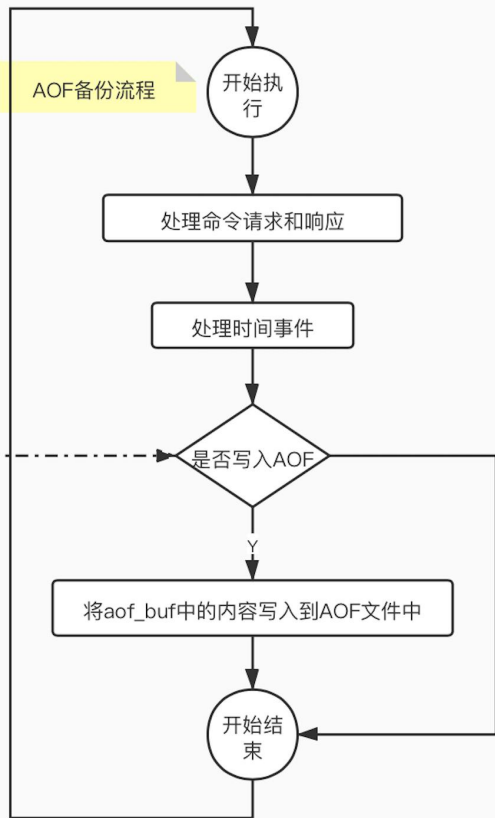 AOF备份流程
开始执
行
处理命令请求和响应
处理时间事件
是否写入AOF
Y
将aof_buf中的内容写入到AOF文件中
开始结
束